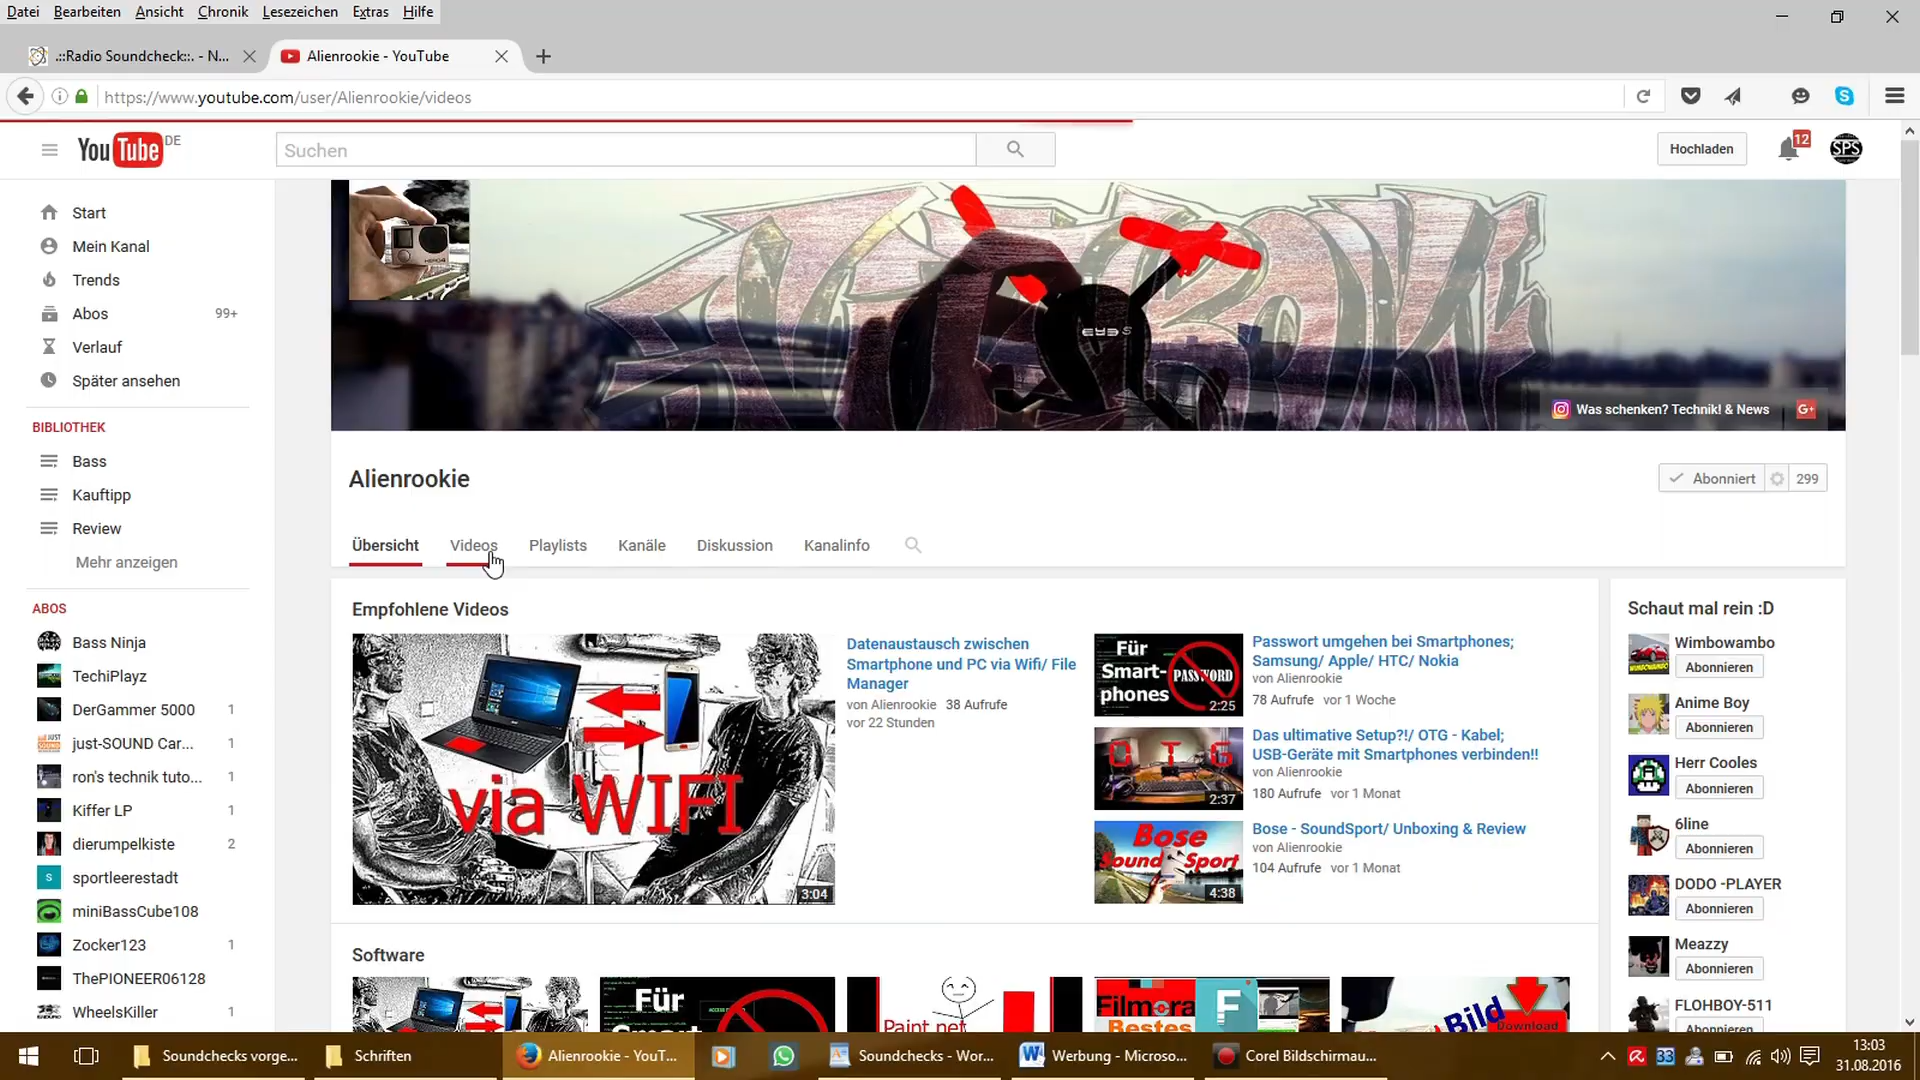 Datei Bearbeiten Ansicht Chronik Lesezeichen Extras Hilfe
.::Radio Soundcheck::. - N...
Alienrookie - YouTube
https://www.youtube.com/user/Alienrookie/videos
YouTube DE
Suchen
Hochladen
12
SPS
Start
Mein Kanal
Trends
Abos 99+
Verlauf
Später ansehen
BIBLIOTHEK
Bass
Kauftipp
Review
Mehr anzeigen
ABOS
Bass Ninja
TechiPlayz
DerGammer 5000 1
just-SOUND Car... 1
ron's technik tuto... 1
Kiffer LP 1
dierumpelkiste 2
sportleerestadt
miniBassCube108
Zocker123 1
ThePIONEER06128
WheelsKiller 1
Was schenken? Technik! & News
G+
Alienrookie
Abonniert 299
Übersicht Videos Playlists Kanäle Diskussion Kanalinfo
Empfohlene Videos
via WIFI
3:04
Datenaustausch zwischen
Smartphone und PC via Wifi/ File
Manager
von Alienrookie 38 Aufrufe
vor 22 Stunden
Für
Smart-
phones
PASSWORD
2:25
Passwort umgehen bei Smartphones;
Samsung/ Apple/ HTC/ Nokia
von Alienrookie
78 Aufrufe vor 1 Woche
OTG
2:37
Das ultimative Setup?!/ OTG - Kabel;
USB-Geräte mit Smartphones verbinden!!
von Alienrookie
180 Aufrufe vor 1 Monat
Bose
Sound Sport
4:38
Bose - SoundSport/ Unboxing & Review
von Alienrookie
104 Aufrufe vor 1 Monat
Software
Für
Paint.net
Filmora
Bestes
Bild
Download
Schaut mal rein :D
Wimbowambo
Abonnieren
Anime Boy
Abonnieren
Herr Cooles
Abonnieren
6line
Abonnieren
DODO -PLAYER
Abonnieren
Meazzy
Abonnieren
FLOHBOY-511
Abonnieren
Soundchecks vorge...
Schriften
Alienrookie - YouT...
Soundchecks - Wor...
Werbung - Microso...
Corel Bildschirmau...
33
13:03
31.08.2016